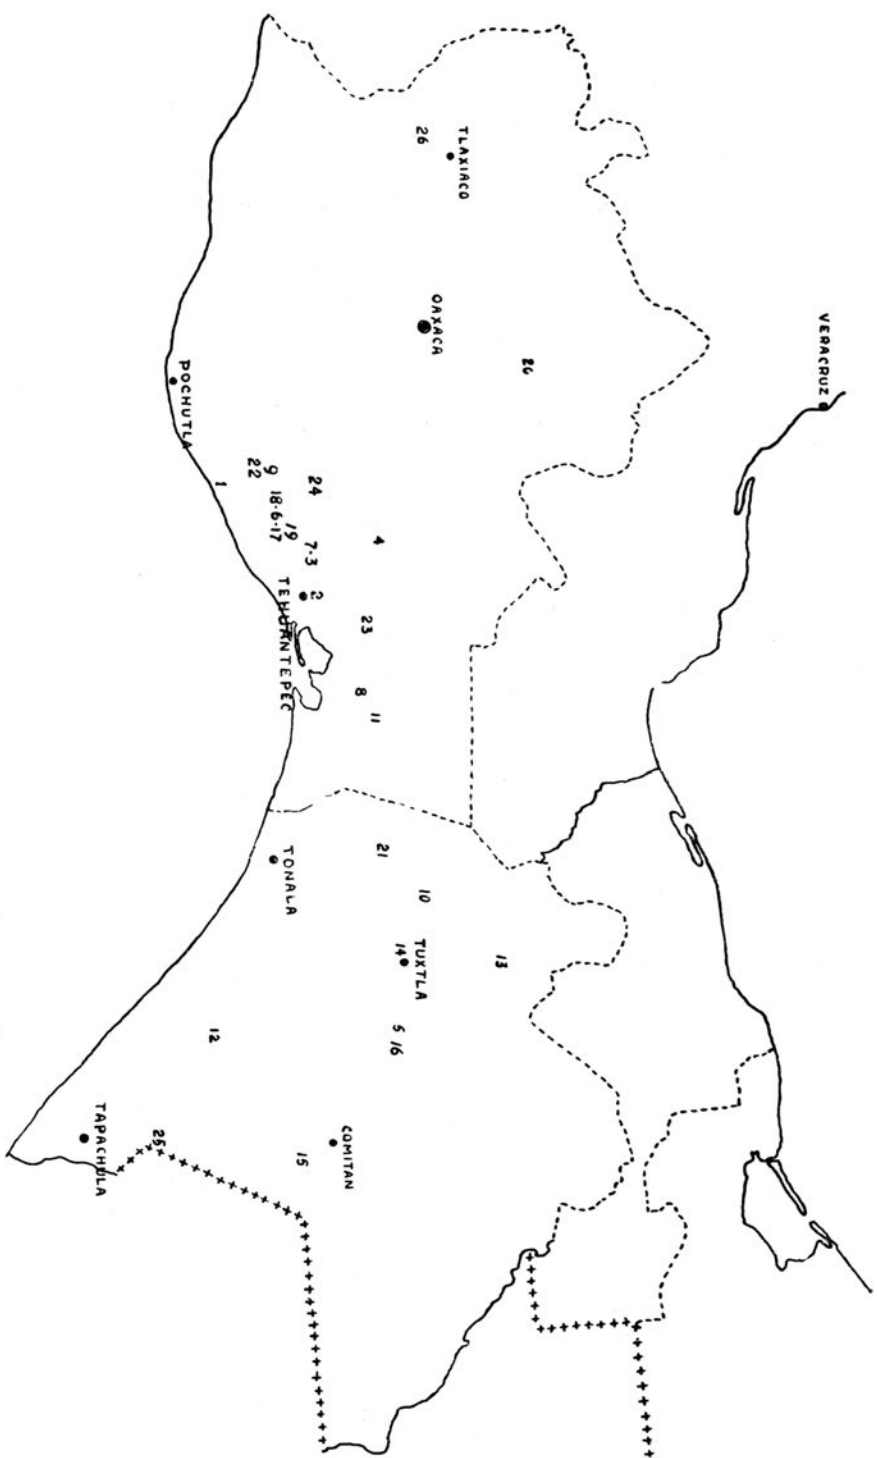 VERACRUZ
26
13
TLAXIACO
26
OAXACA
TUXTLA
14
10
5 16
21
4
23
11
8
COMITAN
15
24
7-3
2
19
18-6-17
9
22
TEHUANTEPEC
TONALA
1
12
POCHUTLA
25
TAPACHULA